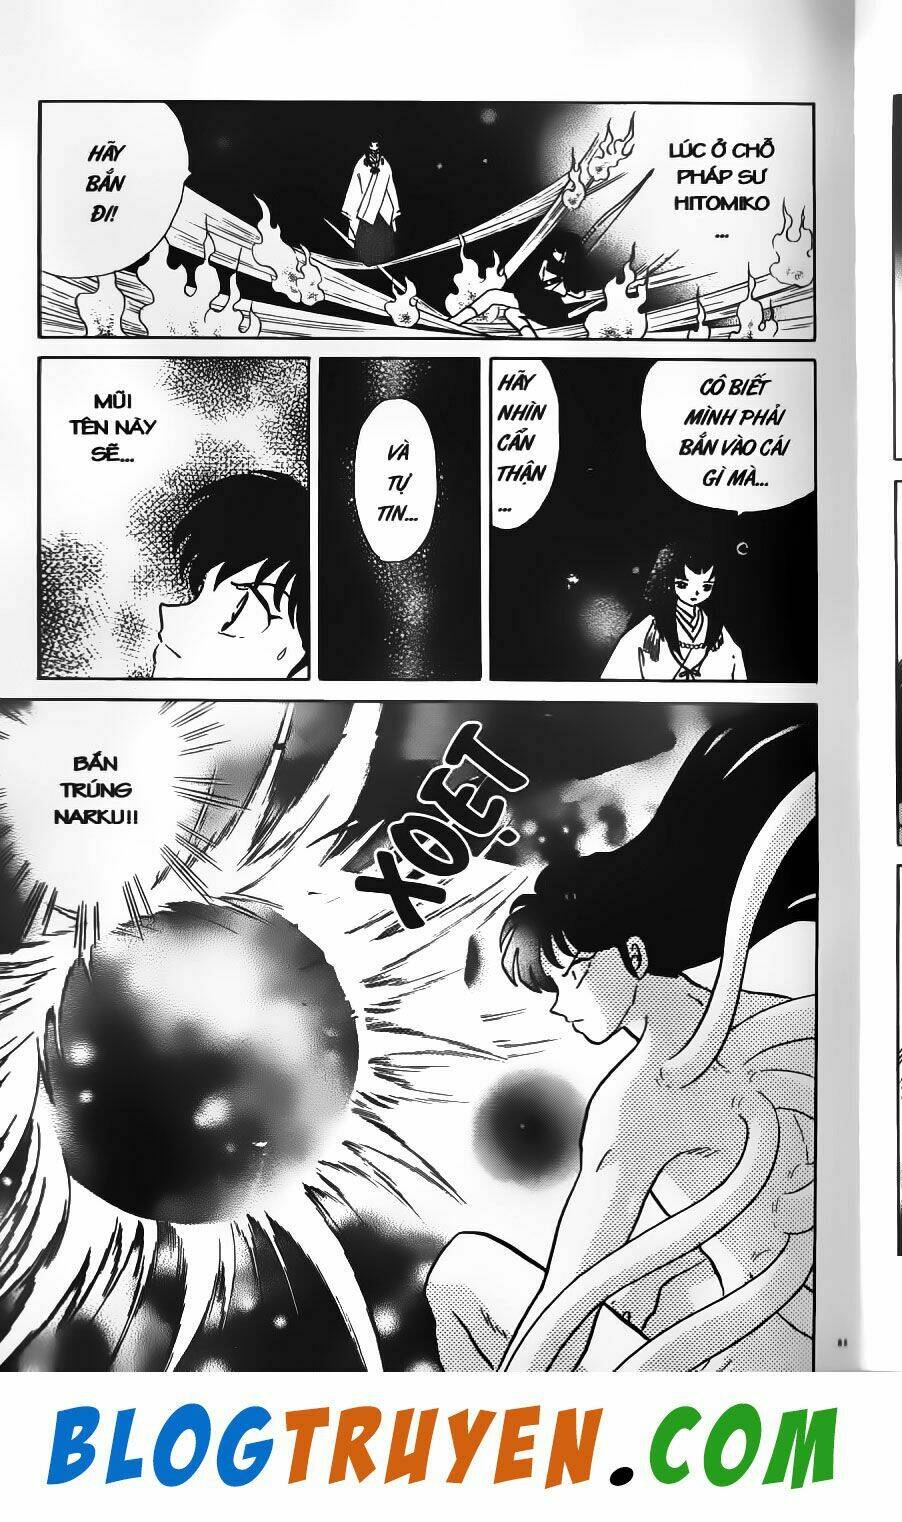 LÚC Ở CHỖ
PHÁP SƯ
HITOMIKO
...
HÃY
BẮN
ĐI!
CÔ BIẾT
MÌNH PHẢI
BẮN VÀO CÁI
GÌ MÀ...
HÃY
NHÌN
CẨN
THẬN
...
VÀ
TỰ
TIN...
MŨI
TÊN NÀY
SẼ...
BẮN
TRÚNG
NARKU!!
XOẸT
81
BLOGTRUYEN.COM